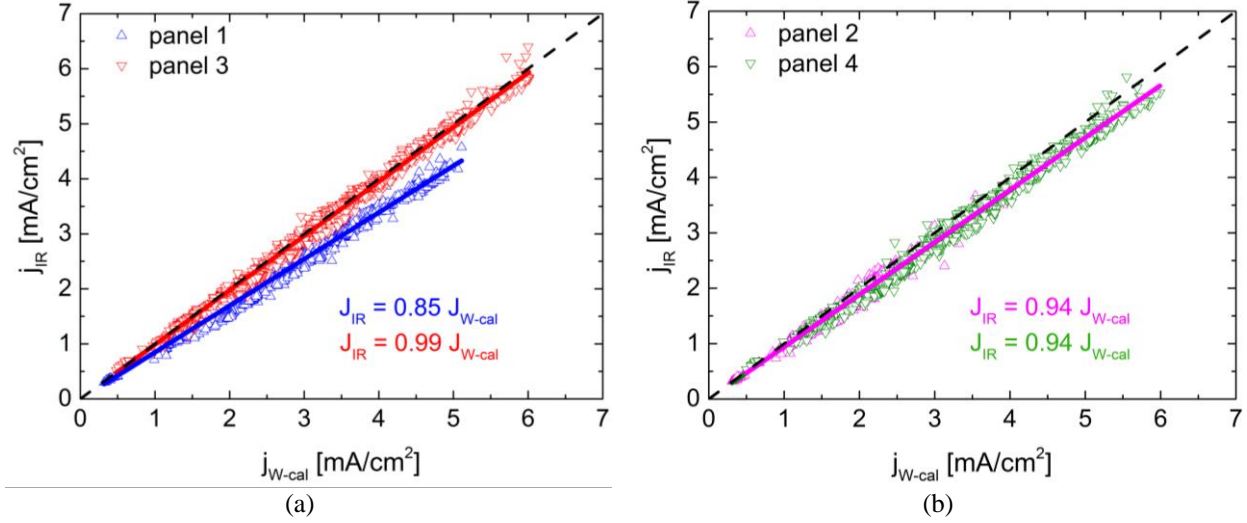 7
6
5
4
3
2
1
0
j_IR [mA/cm²]
panel 1
panel 3
J_IR = 0.85 J_W-cal
J_IR = 0.99 J_W-cal
0 1 2 3 4 5 6 7
j_W-cal [mA/cm²]
(a)
7
6
5
4
3
2
1
0
j_IR [mA/cm²]
panel 2
panel 4
J_IR = 0.94 J_W-cal
J_IR = 0.94 J_W-cal
0 1 2 3 4 5 6 7
j_W-cal [mA/cm²]
(b)